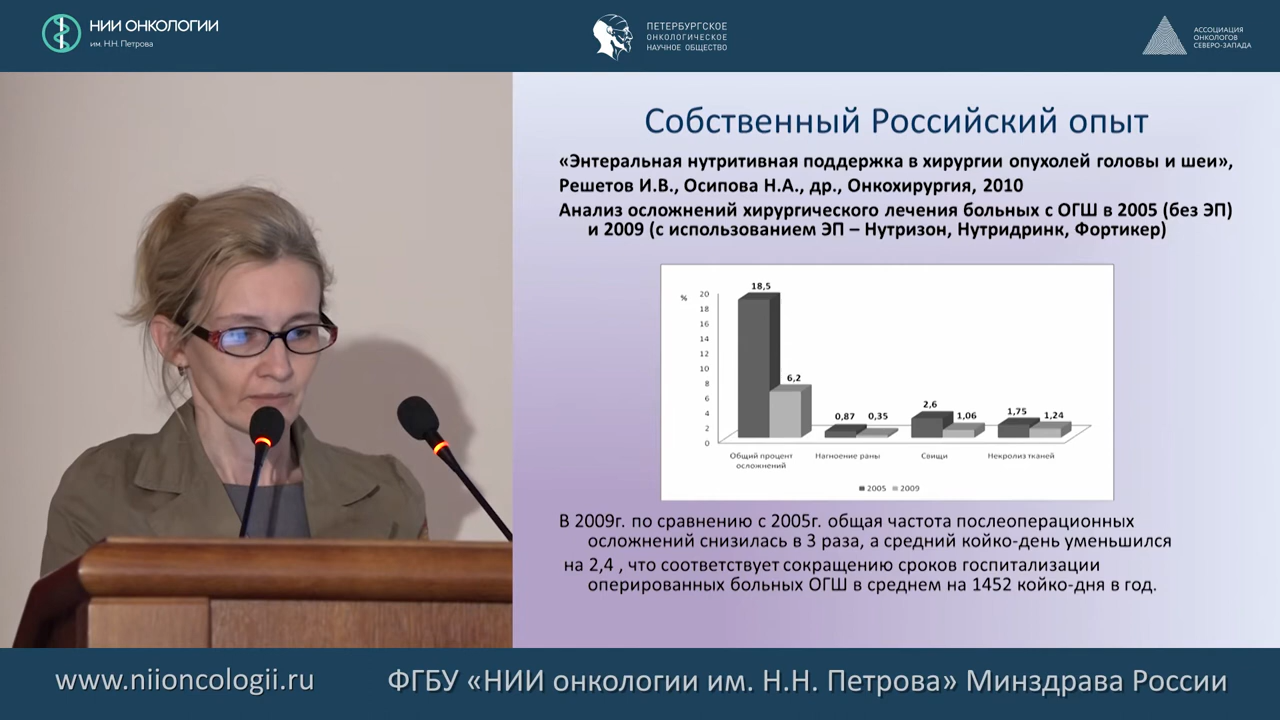 НИИ ОНКОЛОГИИ
им. Н.Н. Петрова
ПЕТЕРБУРГСКОЕ
ОНКОЛОГИЧЕСКОЕ
НАУЧНОЕ ОБЩЕСТВО
АССОЦИАЦИЯ
ОНКОЛОГОВ
СЕВЕРО-ЗАПАДА
Собственный Российский опыт
«Энтеральная нутритивная поддержка в хирургии опухолей головы и шеи»,
Решетов И.В., Осипова Н.А., др., Онкохирургия, 2010
Анализ осложнений хирургического лечения больных с ОГШ в 2005 (без ЭП)
и 2009 (с использованием ЭП – Нутризон, Нутридринк, Фортикер)
%
20
18
16
14
12
10
8
6
4
2
0
18,5
6,2
0,87
0,35
2,6
1,06
1,75
1,24
Общий процент
осложнений
Нагноение раны
Свищи
Некролиз тканей
2005
2009
В 2009г. по сравнению с 2005г. общая частота послеоперационных
осложнений снизилась в 3 раза, а средний койко-день уменьшился
на 2,4 , что соответствует сокращению сроков госпитализации
оперированных больных ОГШ в среднем на 1452 койко-дня в год.
www.niioncologii.ru
ФГБУ «НИИ онкологии им. Н.Н. Петрова» Минздрава России